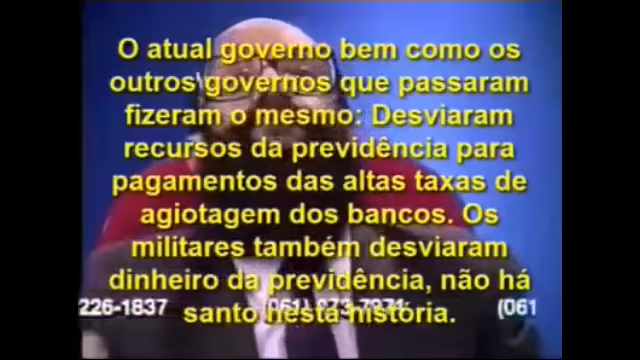 O atual governo bem como os
outros governos que passaram
fizeram o mesmo: Desviaram
recursos da previdência para
pagamentos das altas taxas de
agiotagem dos bancos. Os
militares também desviaram
dinheiro da previdência, não há
santo nesta história.
226-1837 (061) (061